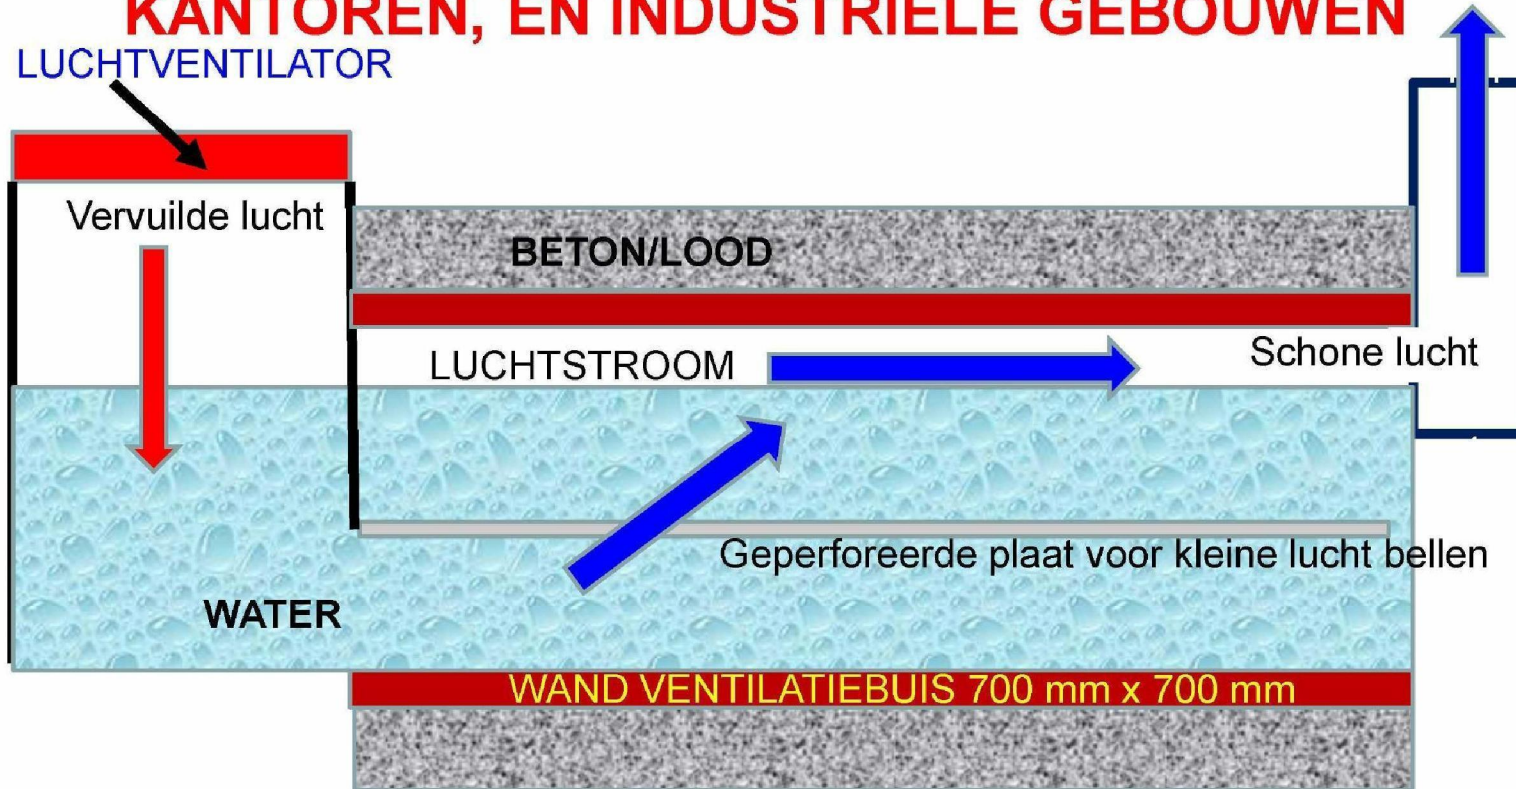 KANTOREN, EN INDUSTRIELE GEBOUWEN
LUCHTVENTILATOR
Vervuilde lucht
BETON/LOOD
LUCHTSTROOM
Schone lucht
Geperforeerde plaat voor kleine lucht bellen
WATER
WAND VENTILATIEBUIS 700 mm x 700 mm